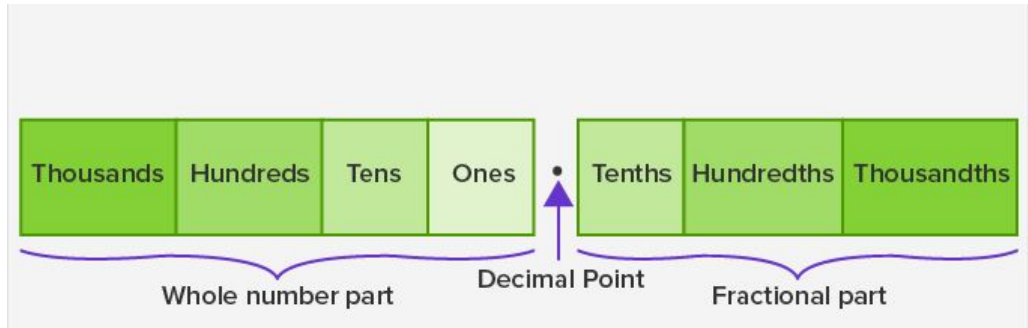 Thousands Hundreds Tens Ones . Tenths Hundredths Thousandths
Decimal Point
Whole number part Fractional part